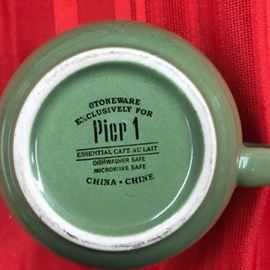 STONEWARE
EXCLUSIVELY FOR
Pier 1
ESSENTIAL CAFE AU LAIT
DISHWASHER SAFE
MICROWAVE SAFE
CHINA • CHINE